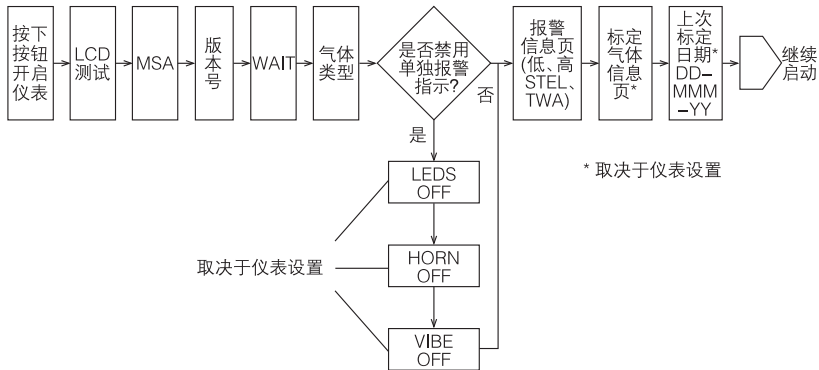 按下
按钮
开启
仪表
LCD
测试
MSA
版
本
号
WAIT
气体
类型
是否禁用
单独报警
指示?
否
是
报警
信息页
(低、高
STEL、
TWA)
标定
气体
信息
页*
上次
标定
日期*
DD-
MMM
-YY
继续
启动
LEDS
OFF
* 取决于仪表设置
取决于仪表设置
HORN
OFF
VIBE
OFF